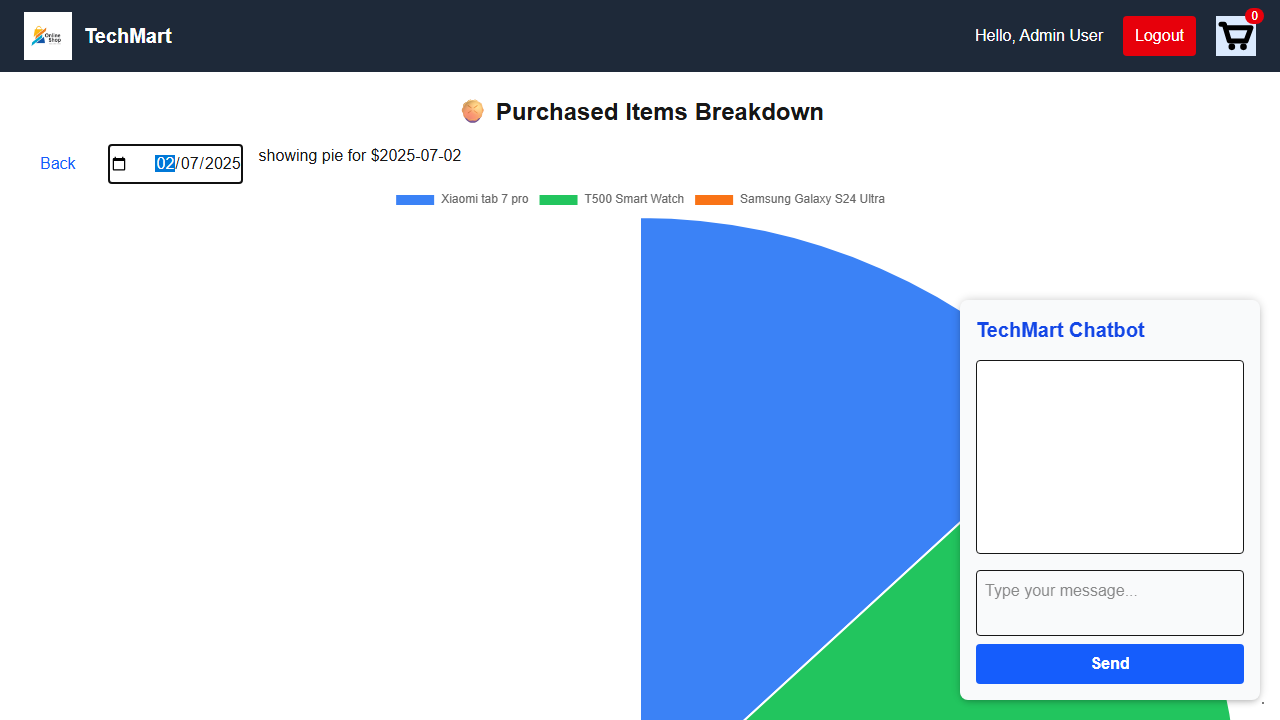 Online
Shop
TechMart
Hello, Admin User
Logout
0
Purchased Items Breakdown
Back
02/07/2025
showing pie for $2025-07-02
Xiaomi tab 7 pro
T500 Smart Watch
Samsung Galaxy S24 Ultra
TechMart Chatbot
Type your message...
Send
.